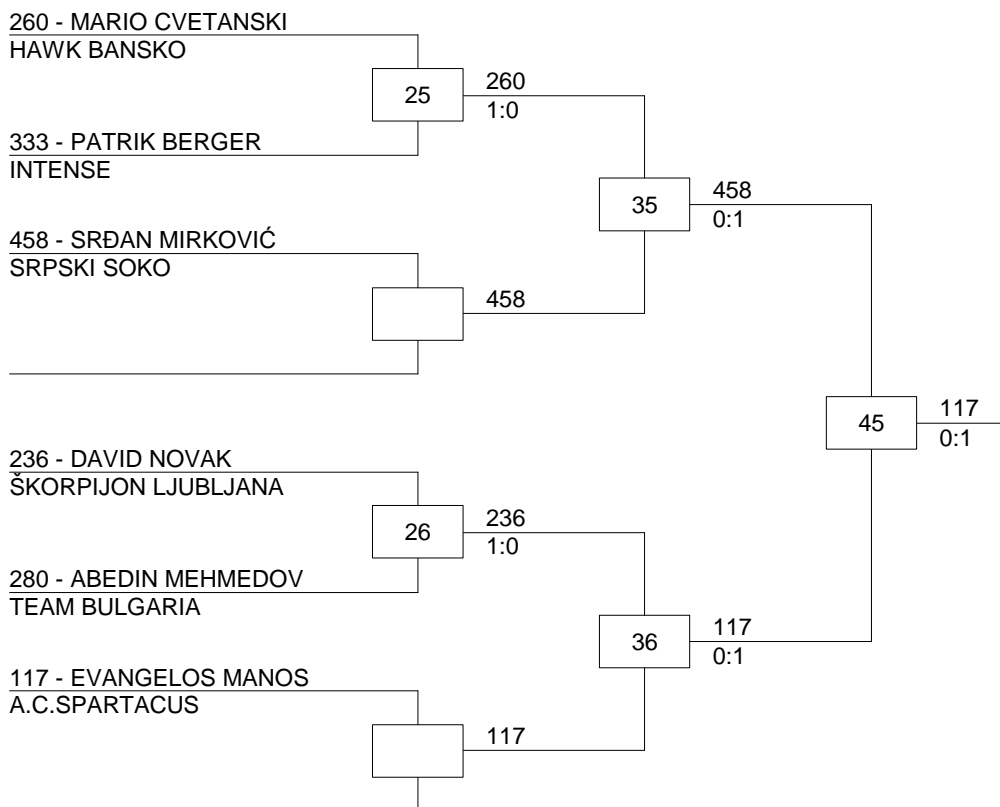 260 - MARIO CVETANSKI
HAWK BANSKO
25
260
1:0
333 - PATRIK BERGER
INTENSE
35
458
0:1
458 - SRĐAN MIRKOVIĆ
SRPSKI SOKO
458
45
117
0:1
236 - DAVID NOVAK
ŠKORPIJON LJUBLJANA
26
236
1:0
280 - ABEDIN MEHMEDOV
TEAM BULGARIA
36
117
0:1
117 - EVANGELOS MANOS
A.C.SPARTACUS
117